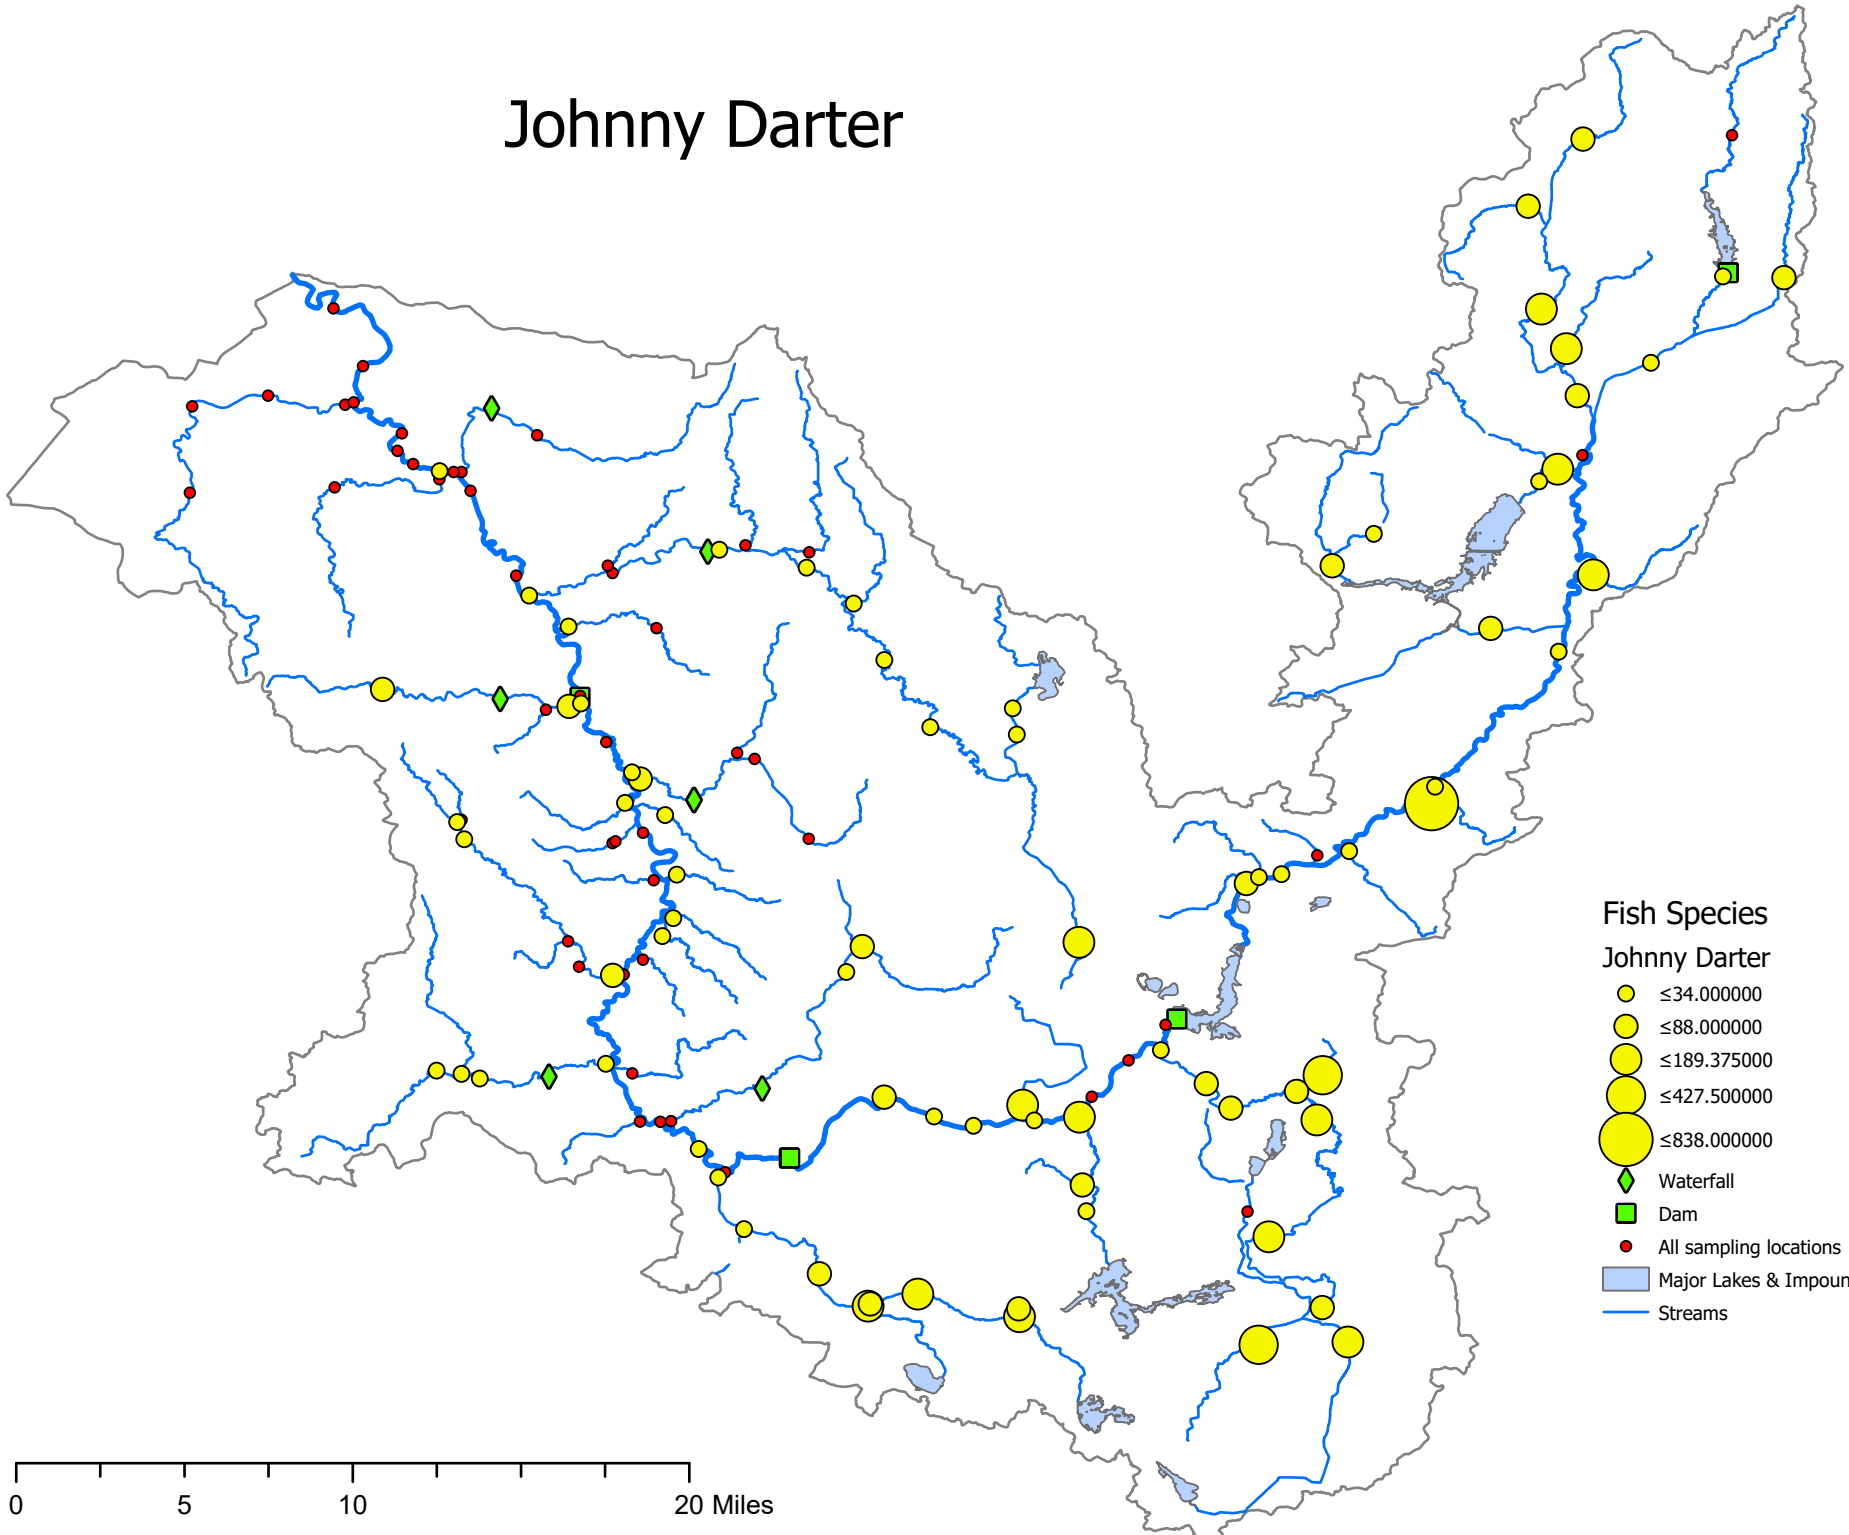 Johnny Darter
Fish Species
Johnny Darter
≤34.000000
≤88.000000
≤189.375000
≤427.500000
≤838.000000
Waterfall
Dam
All sampling locations
Major Lakes & Impoun
Streams
0 5 10 20 Miles